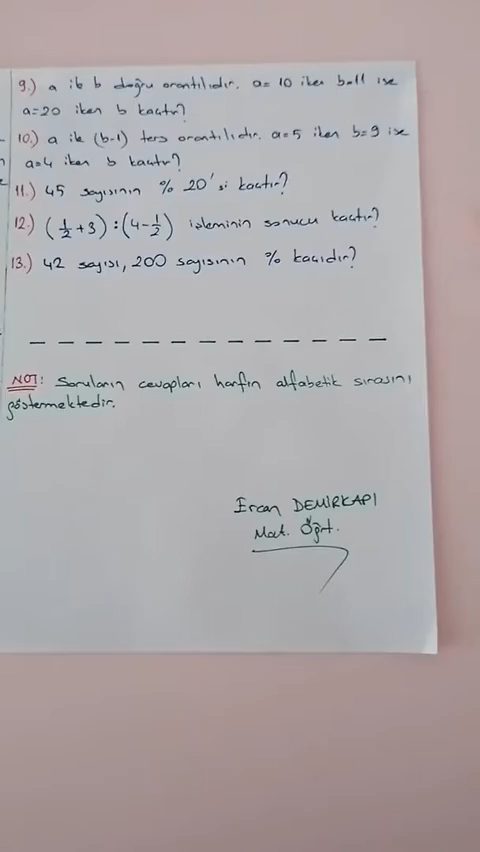 9.) a ile b doğru orantılıdır. a=10 iken b=11 ise
a=20 iken b kaçtır?
10.) a ile (b-1) ters orantılıdır. a=5 iken b=9 ise
a=4 iken b kaçtır?
11.) 45 sayısının %20'si kaçtır?
12.) (1/2+3):(4-1/2) işleminin sonucu kaçtır?
13.) 42 sayısı, 200 sayısının % kaçıdır?
NOT: Soruların cevapları harfin alfabetik sırasını
göstermektedir.
Ercan DEMİRKAPI
Mat. Öğrt.